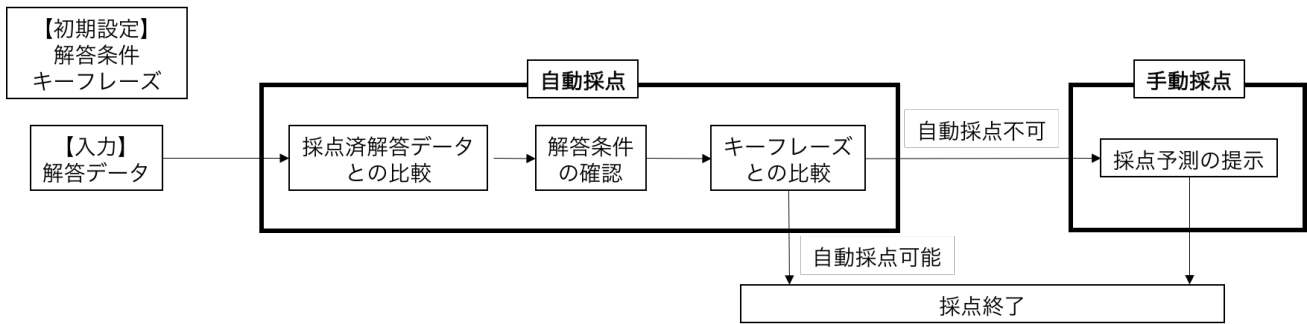 【初期設定】
解答条件
キーフレーズ
自動採点
手動採点
【入力】
解答データ
採点済解答データ
との比較
解答条件
の確認
キーフレーズ
との比較
自動採点不可
採点予測の提示
自動採点可能
採点終了